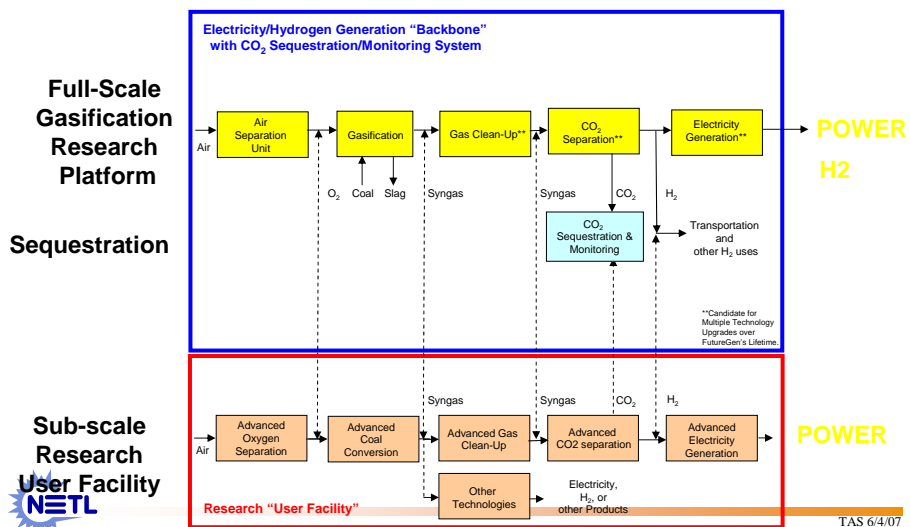 Electricity/Hydrogen Generation “Backbone”
with CO₂ Sequestration/Monitoring System
Full-Scale
Gasification
Research
Platform
Sequestration
Air
Air
Separation
Unit
Gasification
Gas Clean-Up**
CO₂
Separation**
Electricity
Generation**
POWER
H2
O₂
Coal
Slag
Syngas
Syngas
CO₂
H₂
CO₂
Sequestration &
Monitoring
Transportation
and
other H₂ uses
**Candidate for
Multiple Technology
Upgrades over
FutureGen's Lifetime.
Sub-scale
Research
User Facility
Syngas
Syngas
CO₂
H₂
Air
Advanced
Oxygen
Separation
Advanced
Coal
Conversion
Advanced Gas
Clean-Up
Advanced
CO2 separation
Advanced
Electricity
Generation
POWER
Other
Technologies
Electricity,
H₂, or
other Products
Research “User Facility”
NETL
TAS 6/4/07